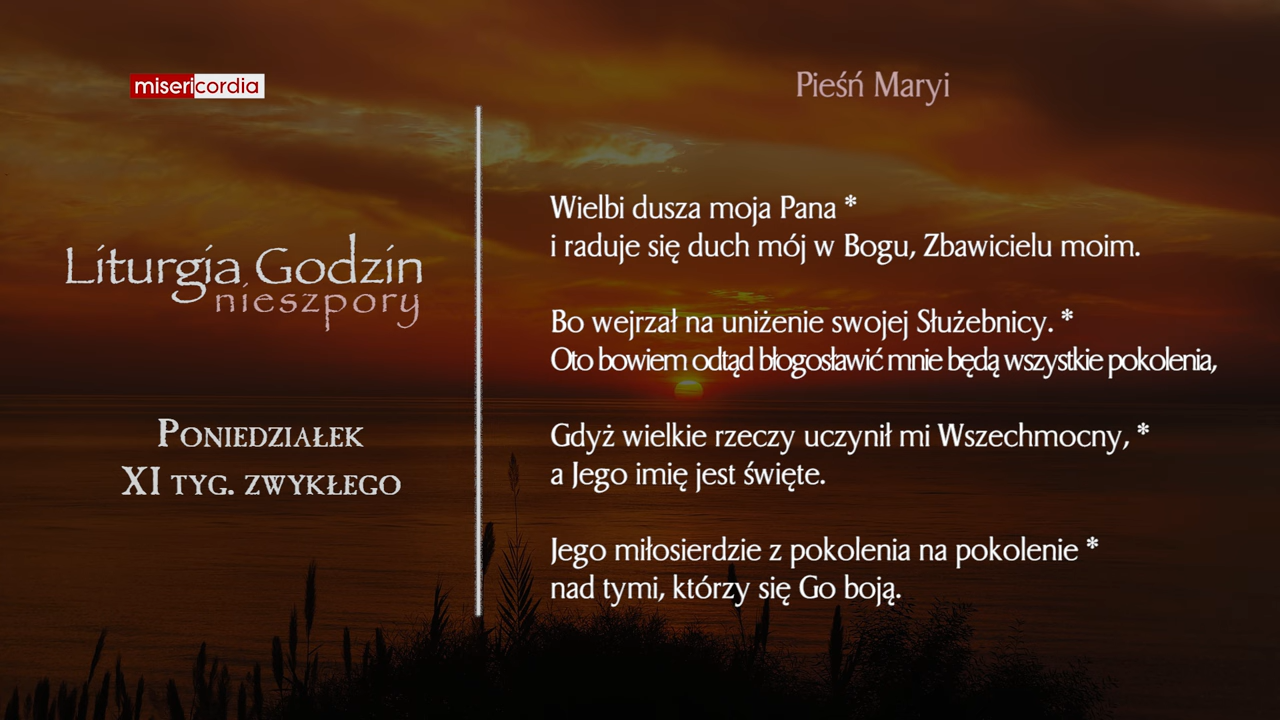 misericordia
Liturgia Godzin
nieszpory
Poniedziałek
XI tyg. zwykłego
Pieśń Maryi
Wielbi dusza moja Pana *
i raduje się duch mój w Bogu, Zbawicielu moim.
Bo wejrzał na uniżenie swojej Służebnicy. *
Oto bowiem odtąd błogosławić mnie będą wszystkie pokolenia,
Gdyż wielkie rzeczy uczynił mi Wszechmocny, *
a Jego imię jest święte.
Jego miłosierdzie z pokolenia na pokolenie *
nad tymi, którzy się Go boją.